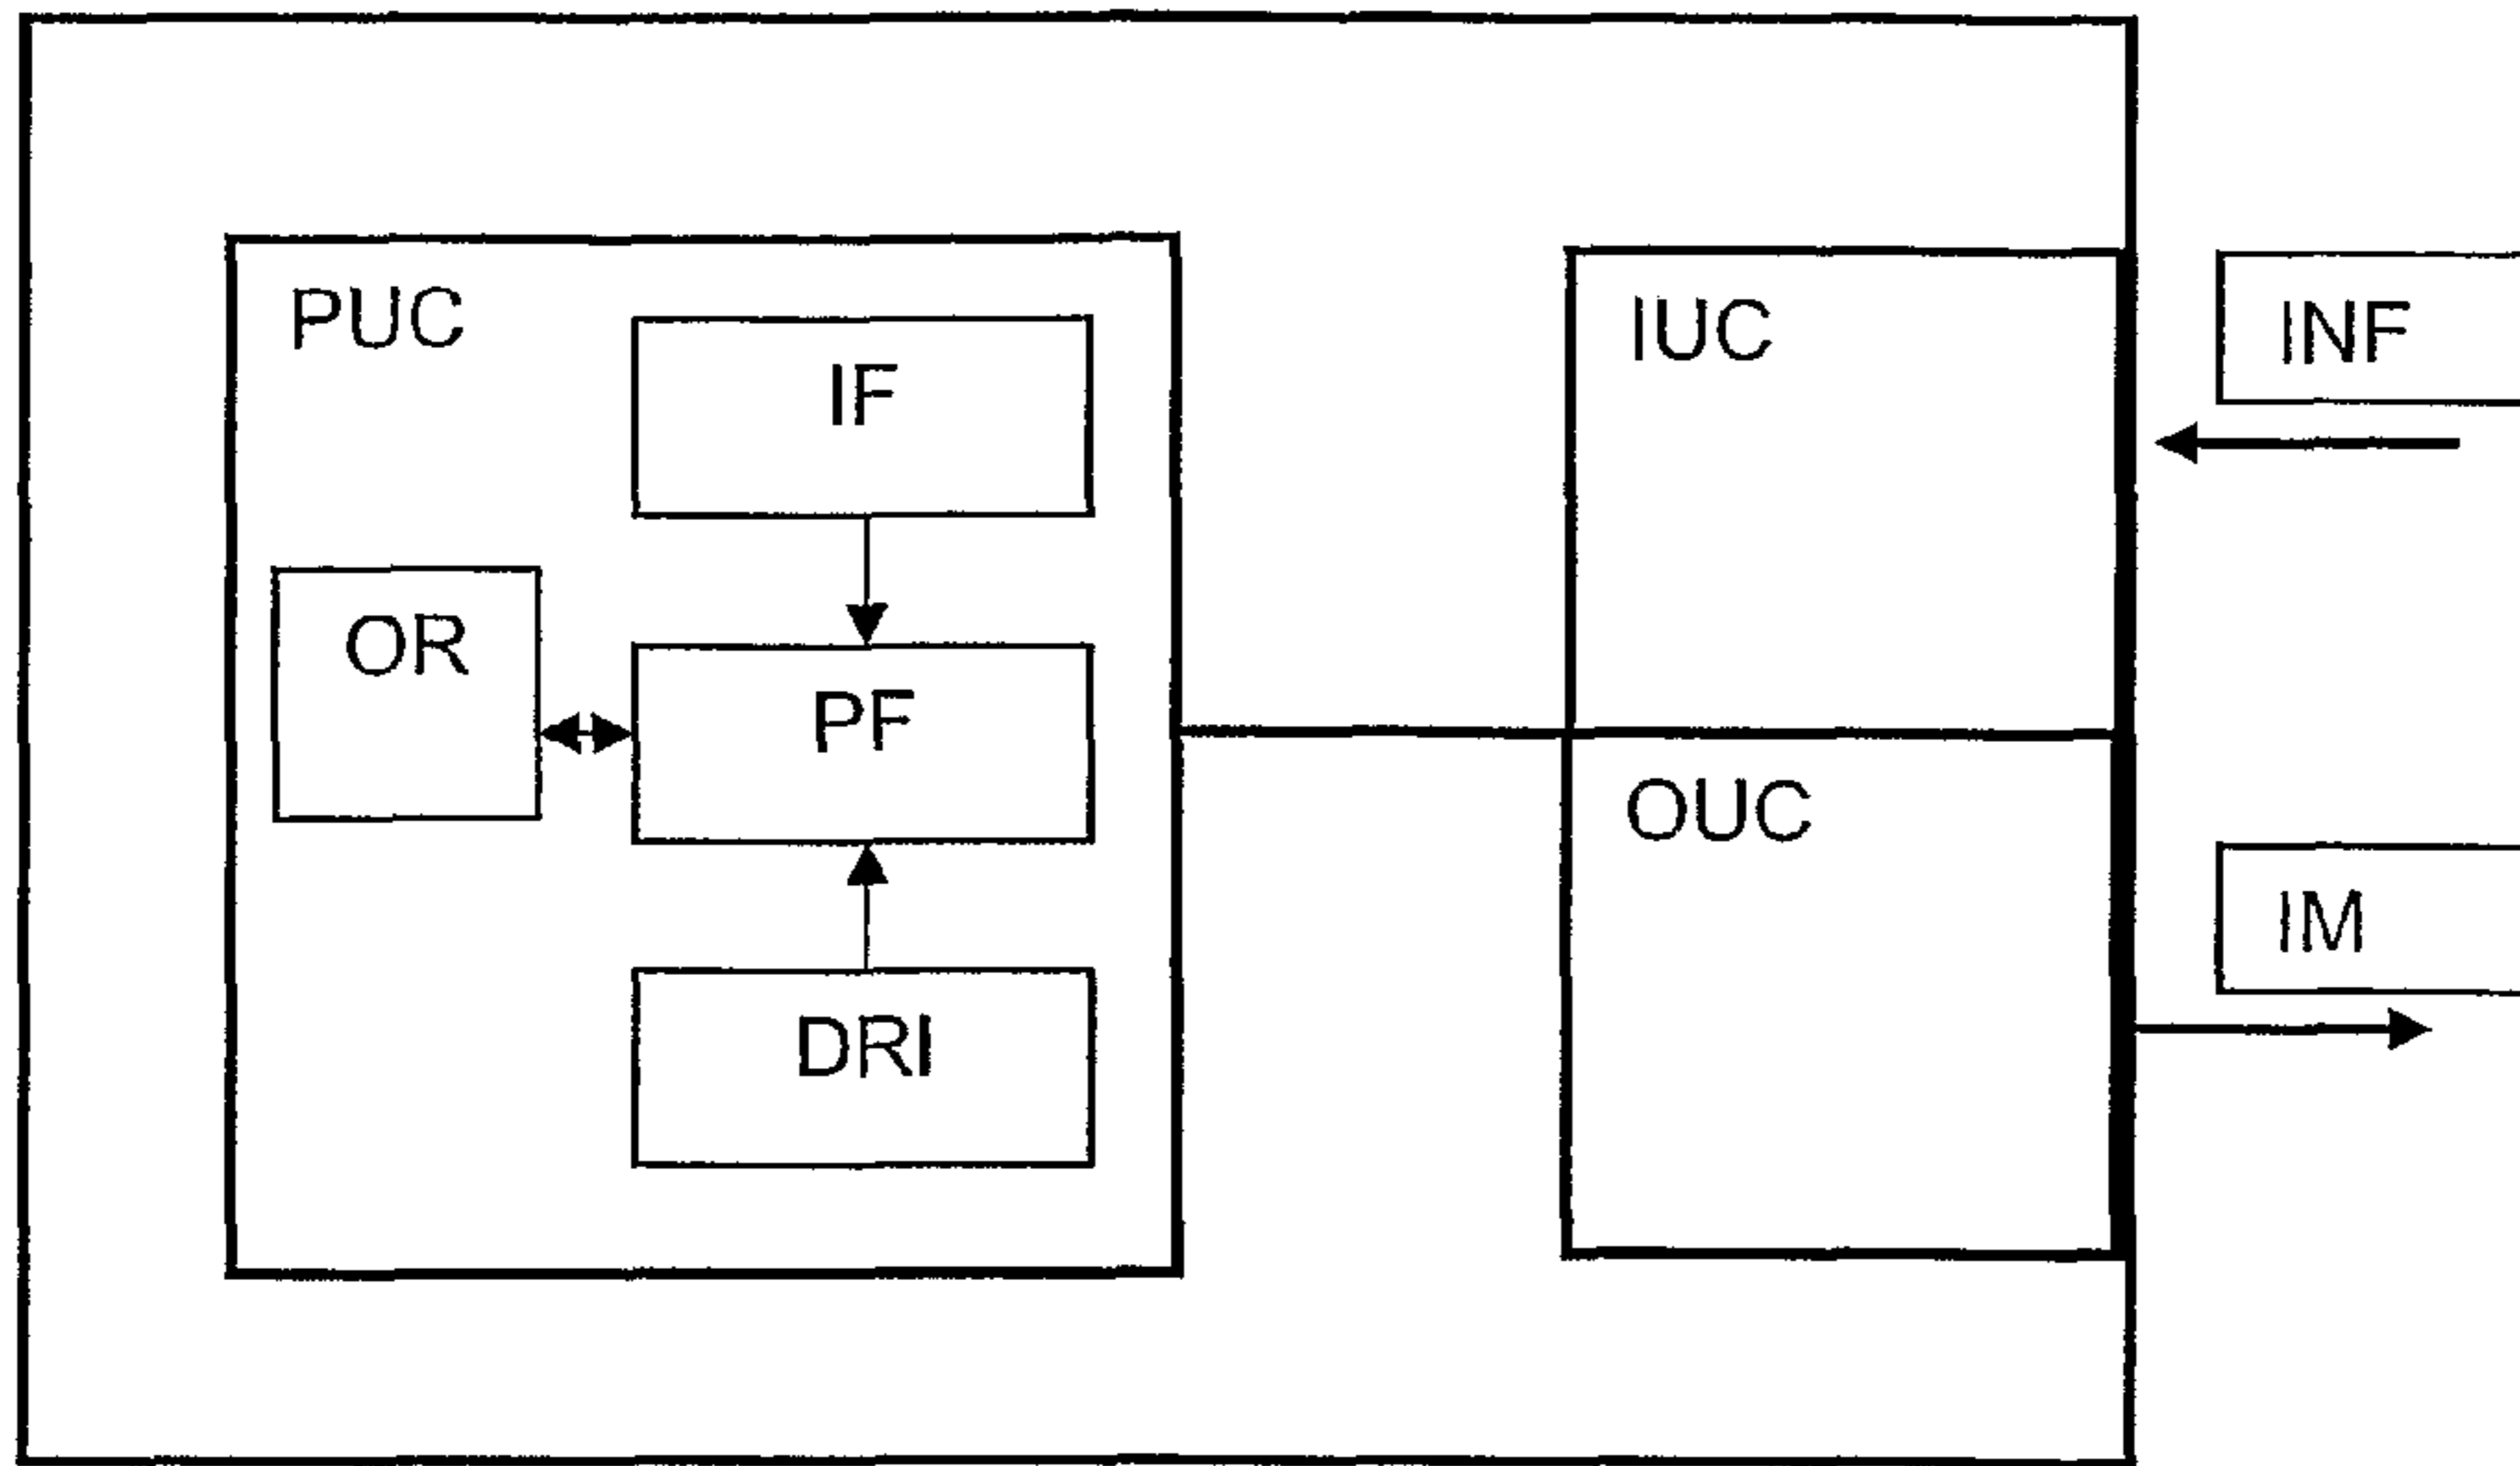 PUC
IF
OR
PF
DRI
IUC
OUC
INF
IM